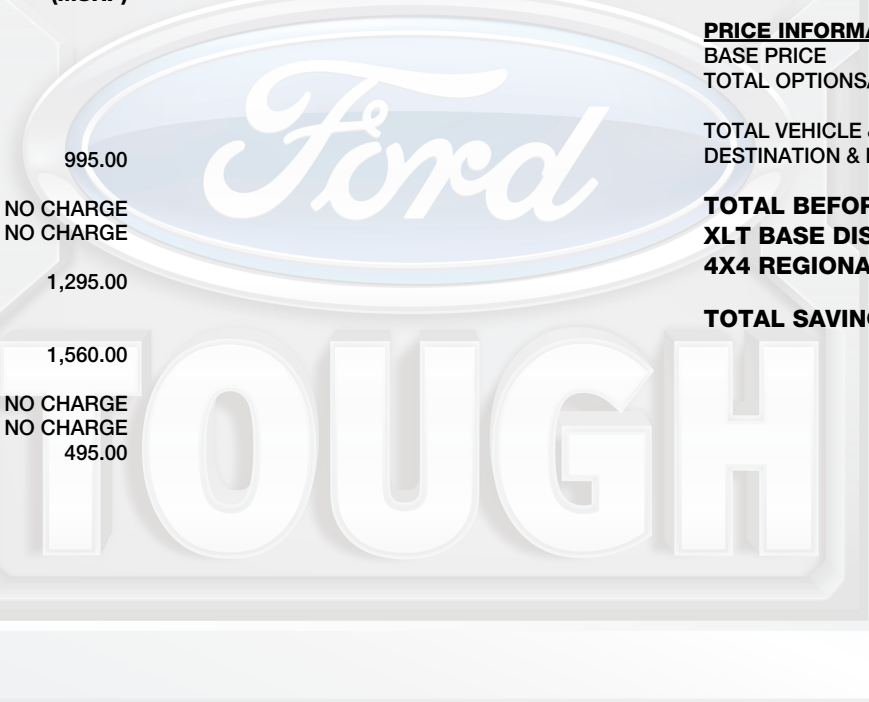 995.00
NO CHARGE
NO CHARGE
1,295.00
1,560.00
NO CHARGE
NO CHARGE
495.00
PRICE INFORMA
BASE PRICE
TOTAL OPTIONS
TOTAL VEHICLE
DESTINATION &
TOTAL BEFOR
XLT BASE DIS
4X4 REGIONA
TOTAL SAVIN
Ford
TOUGH